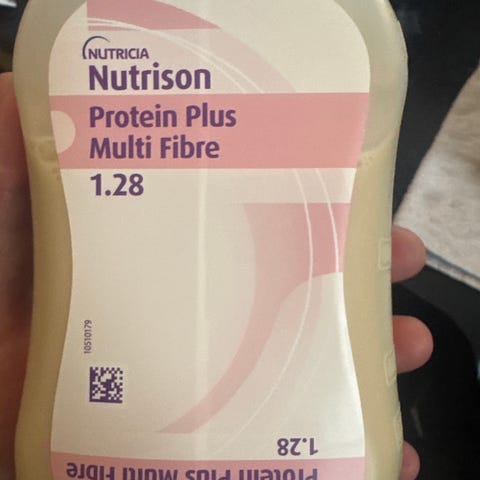 NUTRICIA
Nutrison
Protein Plus
Multi Fibre
1.28
10510179
1.28
Protein Plus Multi Fibre